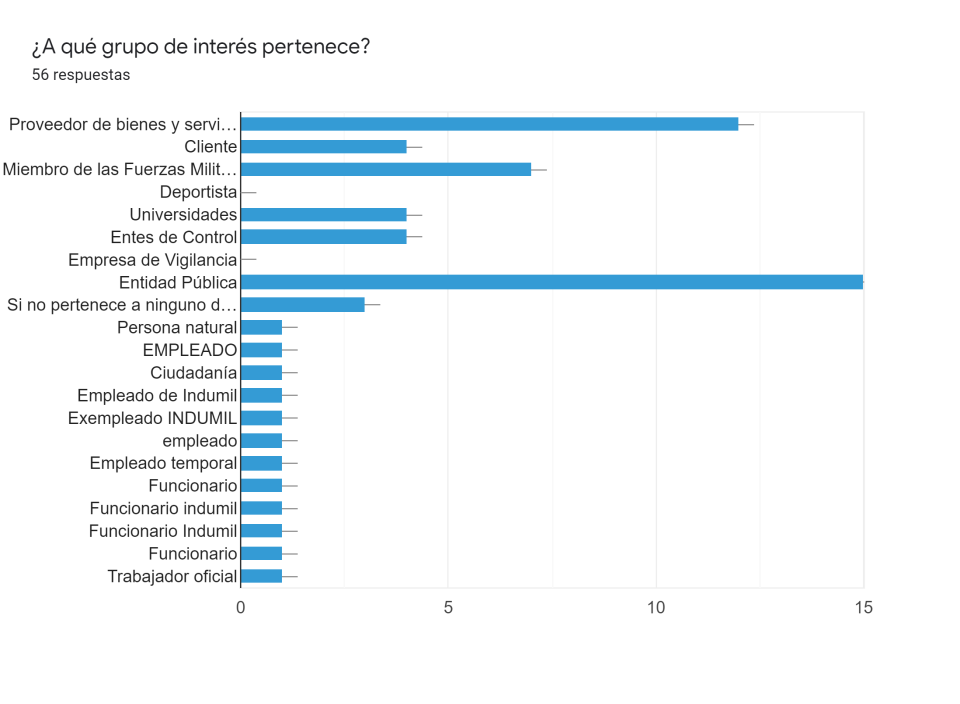 ¿A qué grupo de interés pertenece?
56 respuestas
Proveedor de bienes y servi…
Cliente
Miembro de las Fuerzas Milit…
Deportista
Universidades
Entes de Control
Empresa de Vigilancia
Entidad Pública
Si no pertenece a ninguno d…
Persona natural
EMPLEADO
Ciudadanía
Empleado de Indumil
Exempleado INDUMIL
empleado
Empleado temporal
Funcionario
Funcionario indumil
Funcionario Indumil
Funcionario
Trabajador oficial
0 5 10 15